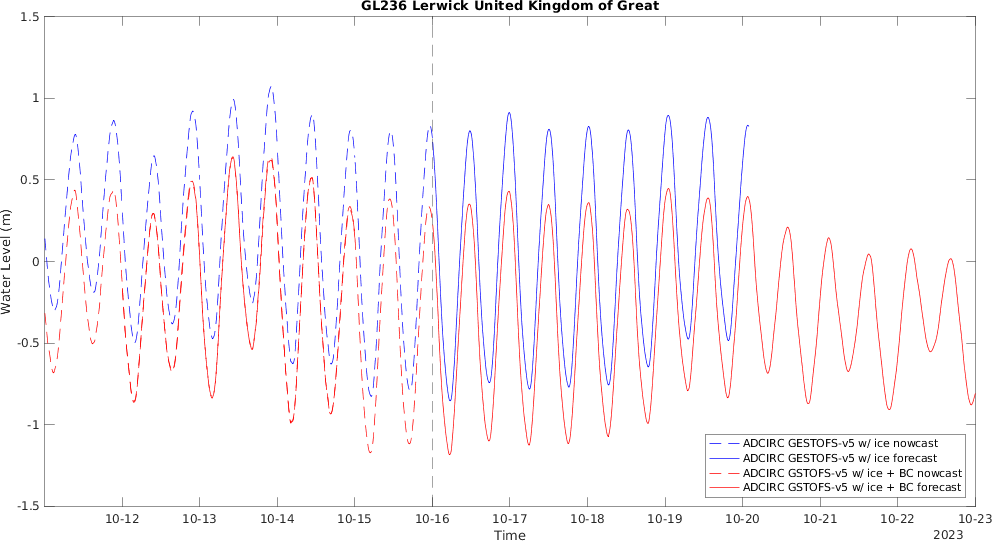 GL236 Lerwick United Kingdom of Great
1.5
1
0.5
0
-0.5
-1
-1.5
Water Level (m)
ADCIRC GESTOFS-v5 w/ ice nowcast
ADCIRC GESTOFS-v5 w/ ice forecast
ADCIRC GSTOFS-v5 w/ ice + BC nowcast
ADCIRC GSTOFS-v5 w/ ice + BC forecast
10-12 10-13 10-14 10-15 10-16 10-17 10-18 10-19 10-20 10-21 10-22 10-23
Time
2023